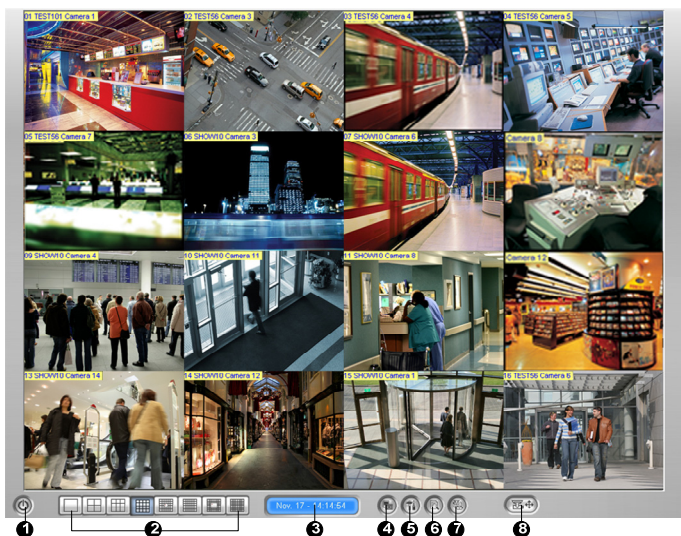 01 TEST101 Camera 1
02 TEST56 Camera 3
03 TEST56 Camera 4
04 TEST56 Camera 5
05 TEST56 Camera 7
06 SHOW10 Camera 3
07 SHOW10 Camera 6
Camera 8
09 SHOW10 Camera 4
10 SHOW10 Camera 11
11 SHOW10 Camera 8
Camera 12
13 SHOW10 Camera 14
14 SHOW10 Camera 12
15 SHOW10 Camera 1
16 TEST56 Camera 6
Nov. 17 - 14:14:54
1 2 3 4 5 6 7 8